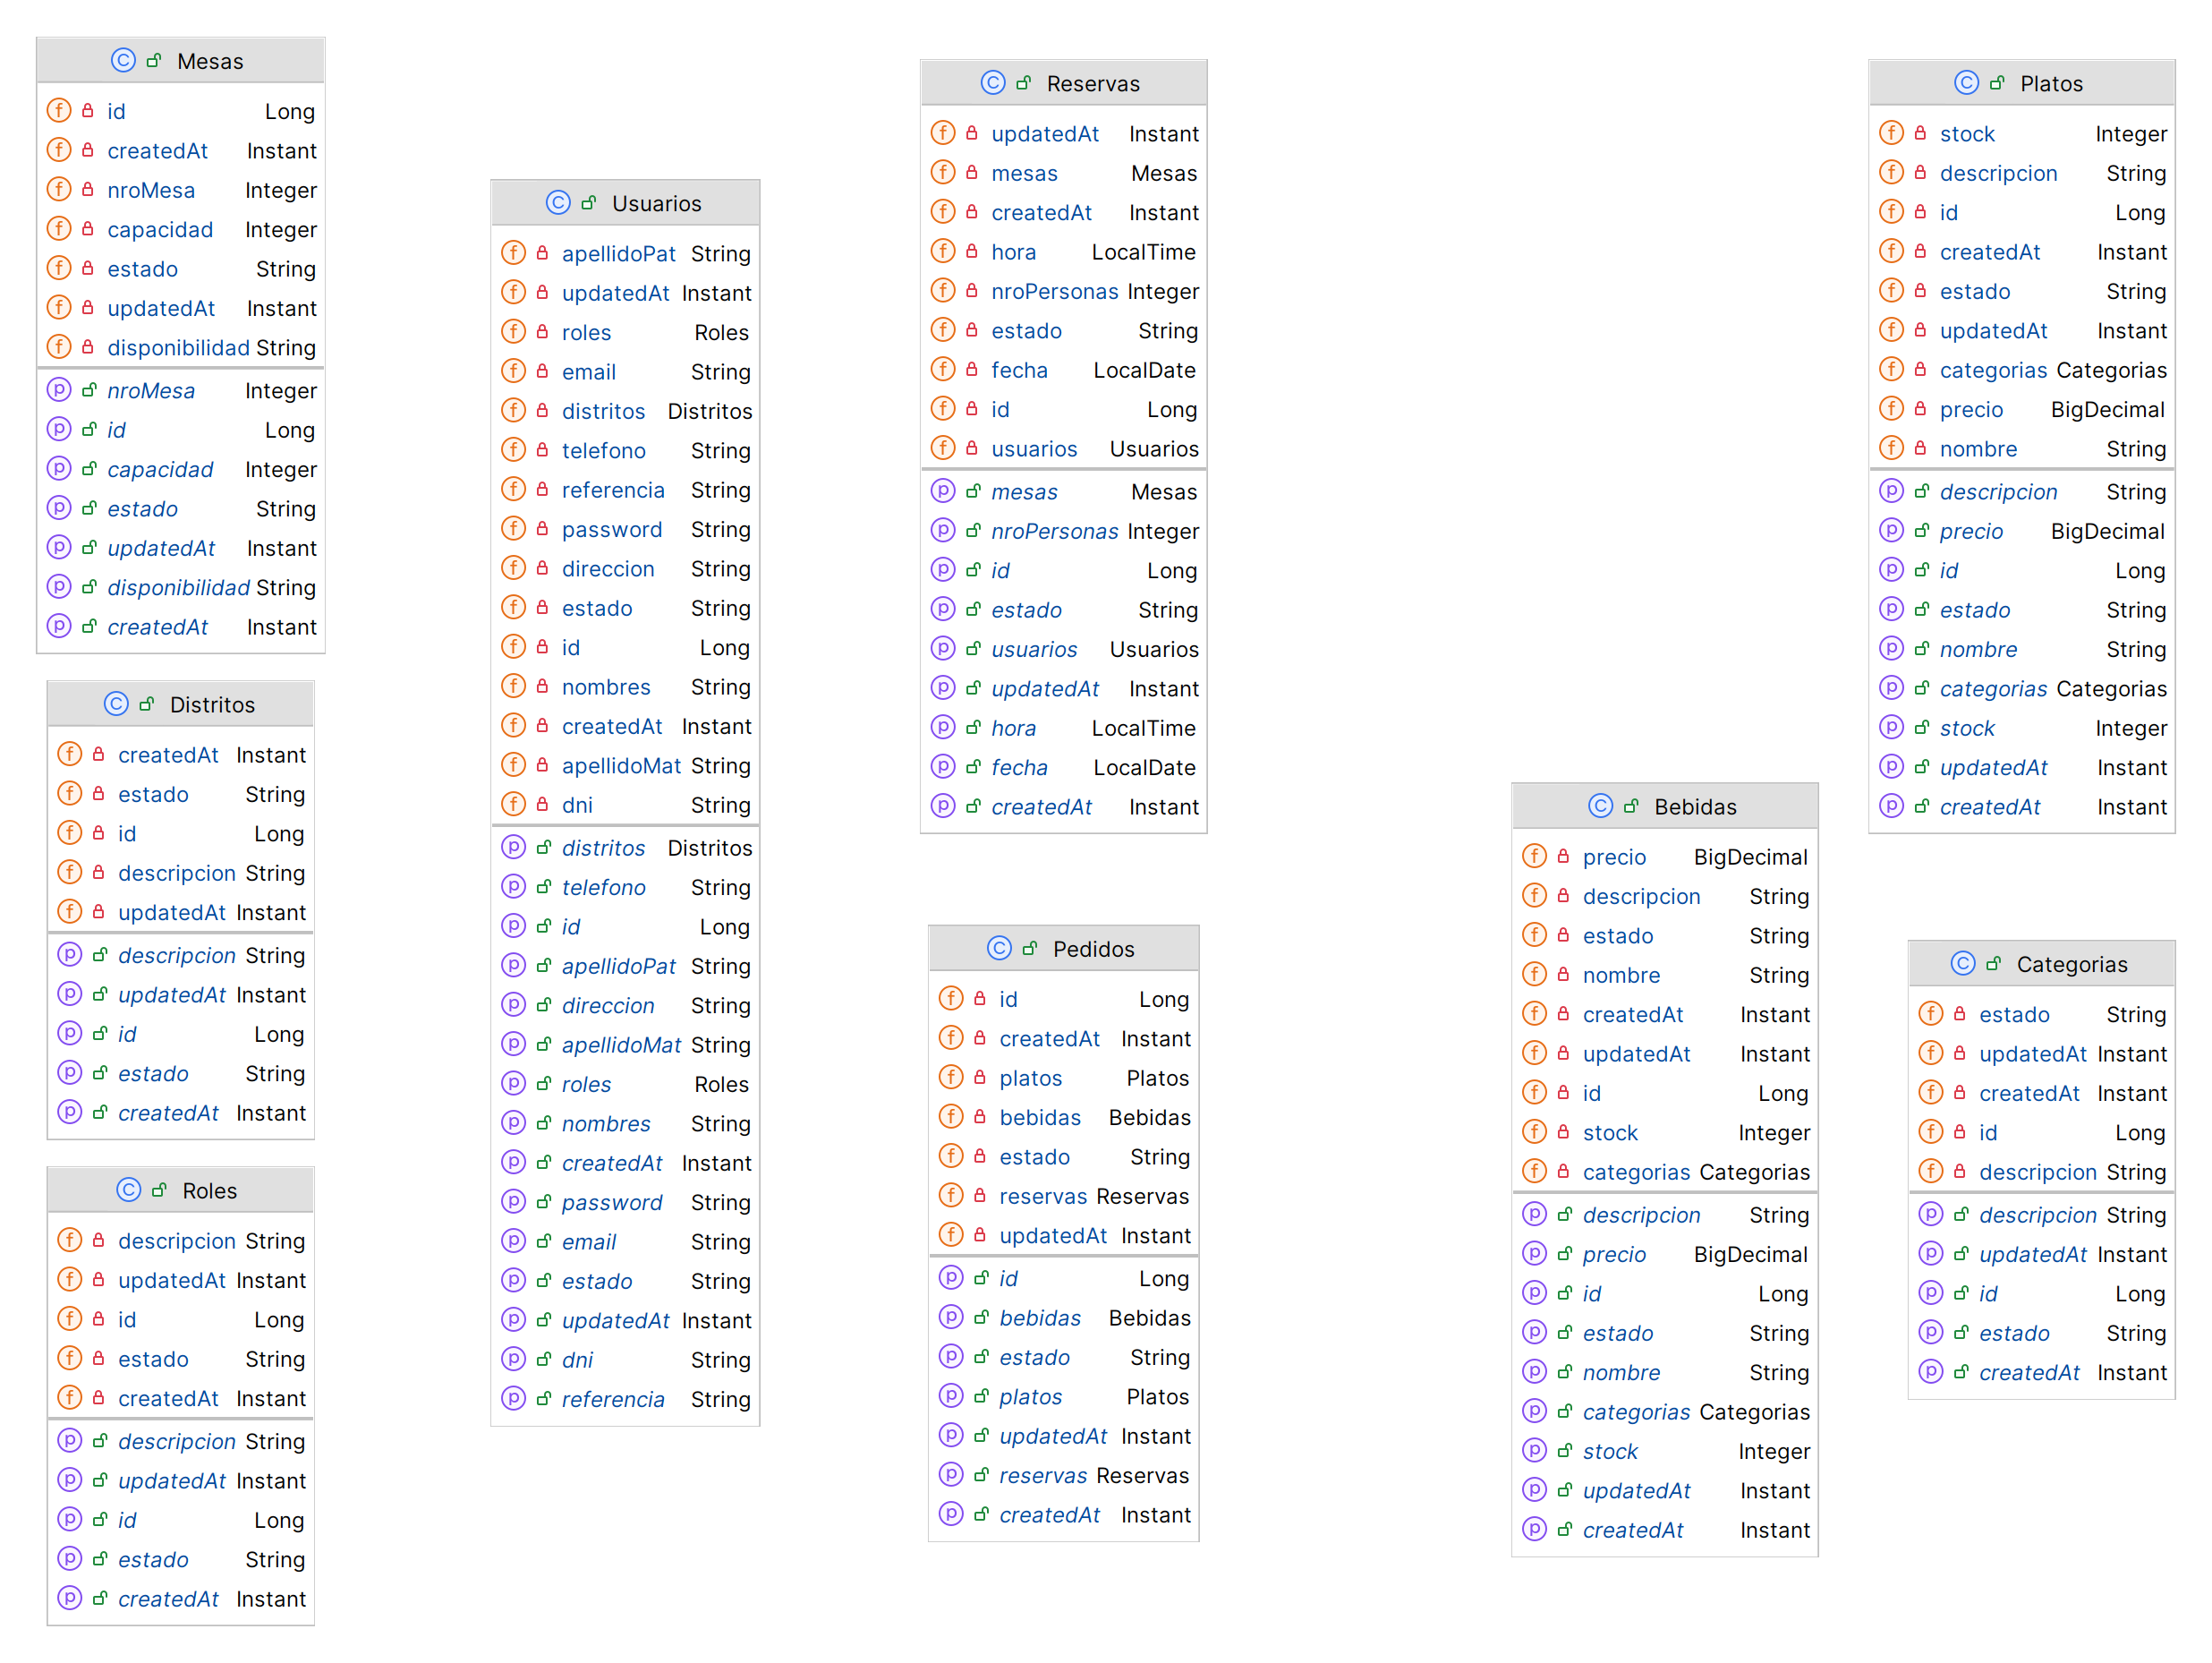 Mesas
id Long
createdAt Instant
nroMesa Integer
capacidad Integer
estado String
updatedAt Instant
disponibilidad String
nroMesa Integer
id Long
capacidad Integer
estado String
updatedAt Instant
disponibilidad String
createdAt Instant
Distritos
createdAt Instant
estado String
id Long
descripcion String
updatedAt Instant
descripcion String
updatedAt Instant
id Long
estado String
createdAt Instant
Roles
descripcion String
updatedAt Instant
id Long
estado String
createdAt Instant
descripcion String
updatedAt Instant
id Long
estado String
createdAt Instant
Usuarios
apellidoPat String
updatedAt Instant
roles Roles
email String
distritos Distritos
telefono String
referencia String
password String
direccion String
estado String
id Long
nombres String
createdAt Instant
apellidoMat String
dni String
distritos Distritos
telefono String
id Long
apellidoPat String
direccion String
apellidoMat String
roles Roles
nombres String
createdAt Instant
password String
email String
estado String
updatedAt Instant
dni String
referencia String
Reservas
updatedAt Instant
mesas Mesas
createdAt Instant
hora LocalTime
nroPersonas Integer
estado String
fecha LocalDate
id Long
usuarios Usuarios
mesas Mesas
nroPersonas Integer
id Long
estado String
usuarios Usuarios
updatedAt Instant
hora LocalTime
fecha LocalDate
createdAt Instant
Pedidos
id Long
createdAt Instant
platos Platos
bebidas Bebidas
estado String
reservas Reservas
updatedAt Instant
id Long
bebidas Bebidas
estado String
platos Platos
updatedAt Instant
reservas Reservas
createdAt Instant
Bebidas
precio BigDecimal
descripcion String
estado String
nombre String
createdAt Instant
updatedAt Instant
id Long
stock Integer
categorias Categorias
descripcion String
precio BigDecimal
id Long
estado String
nombre String
categorias Categorias
stock Integer
updatedAt Instant
createdAt Instant
Platos
stock Integer
descripcion String
id Long
createdAt Instant
estado String
updatedAt Instant
categorias Categorias
precio BigDecimal
nombre String
descripcion String
precio BigDecimal
id Long
estado String
nombre String
categorias Categorias
stock Integer
updatedAt Instant
createdAt Instant
Categorias
estado String
updatedAt Instant
createdAt Instant
id Long
descripcion String
descripcion String
updatedAt Instant
id Long
estado String
createdAt Instant